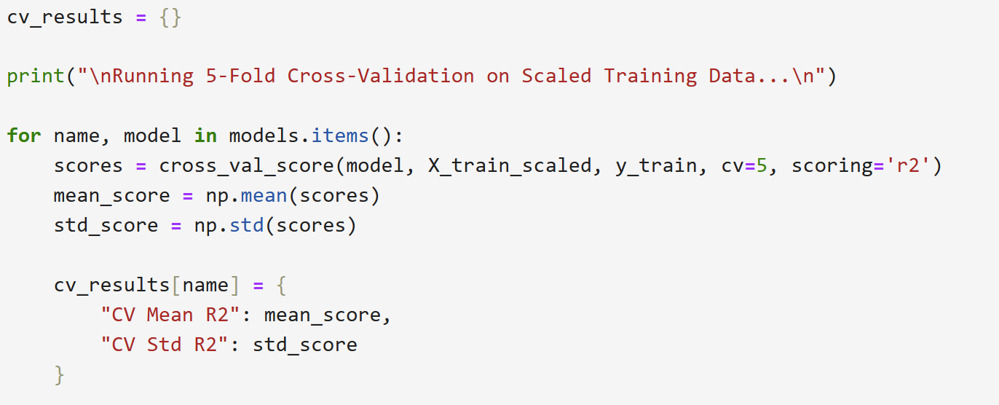 cv_results = {}
print("\nRunning 5-Fold Cross-Validation on Scaled Training Data...\n")
for name, model in models.items():
    scores = cross_val_score(model, X_train_scaled, y_train, cv=5, scoring='r2')
    mean_score = np.mean(scores)
    std_score = np.std(scores)
    cv_results[name] = {
        "CV Mean R2": mean_score,
        "CV Std R2": std_score
    }